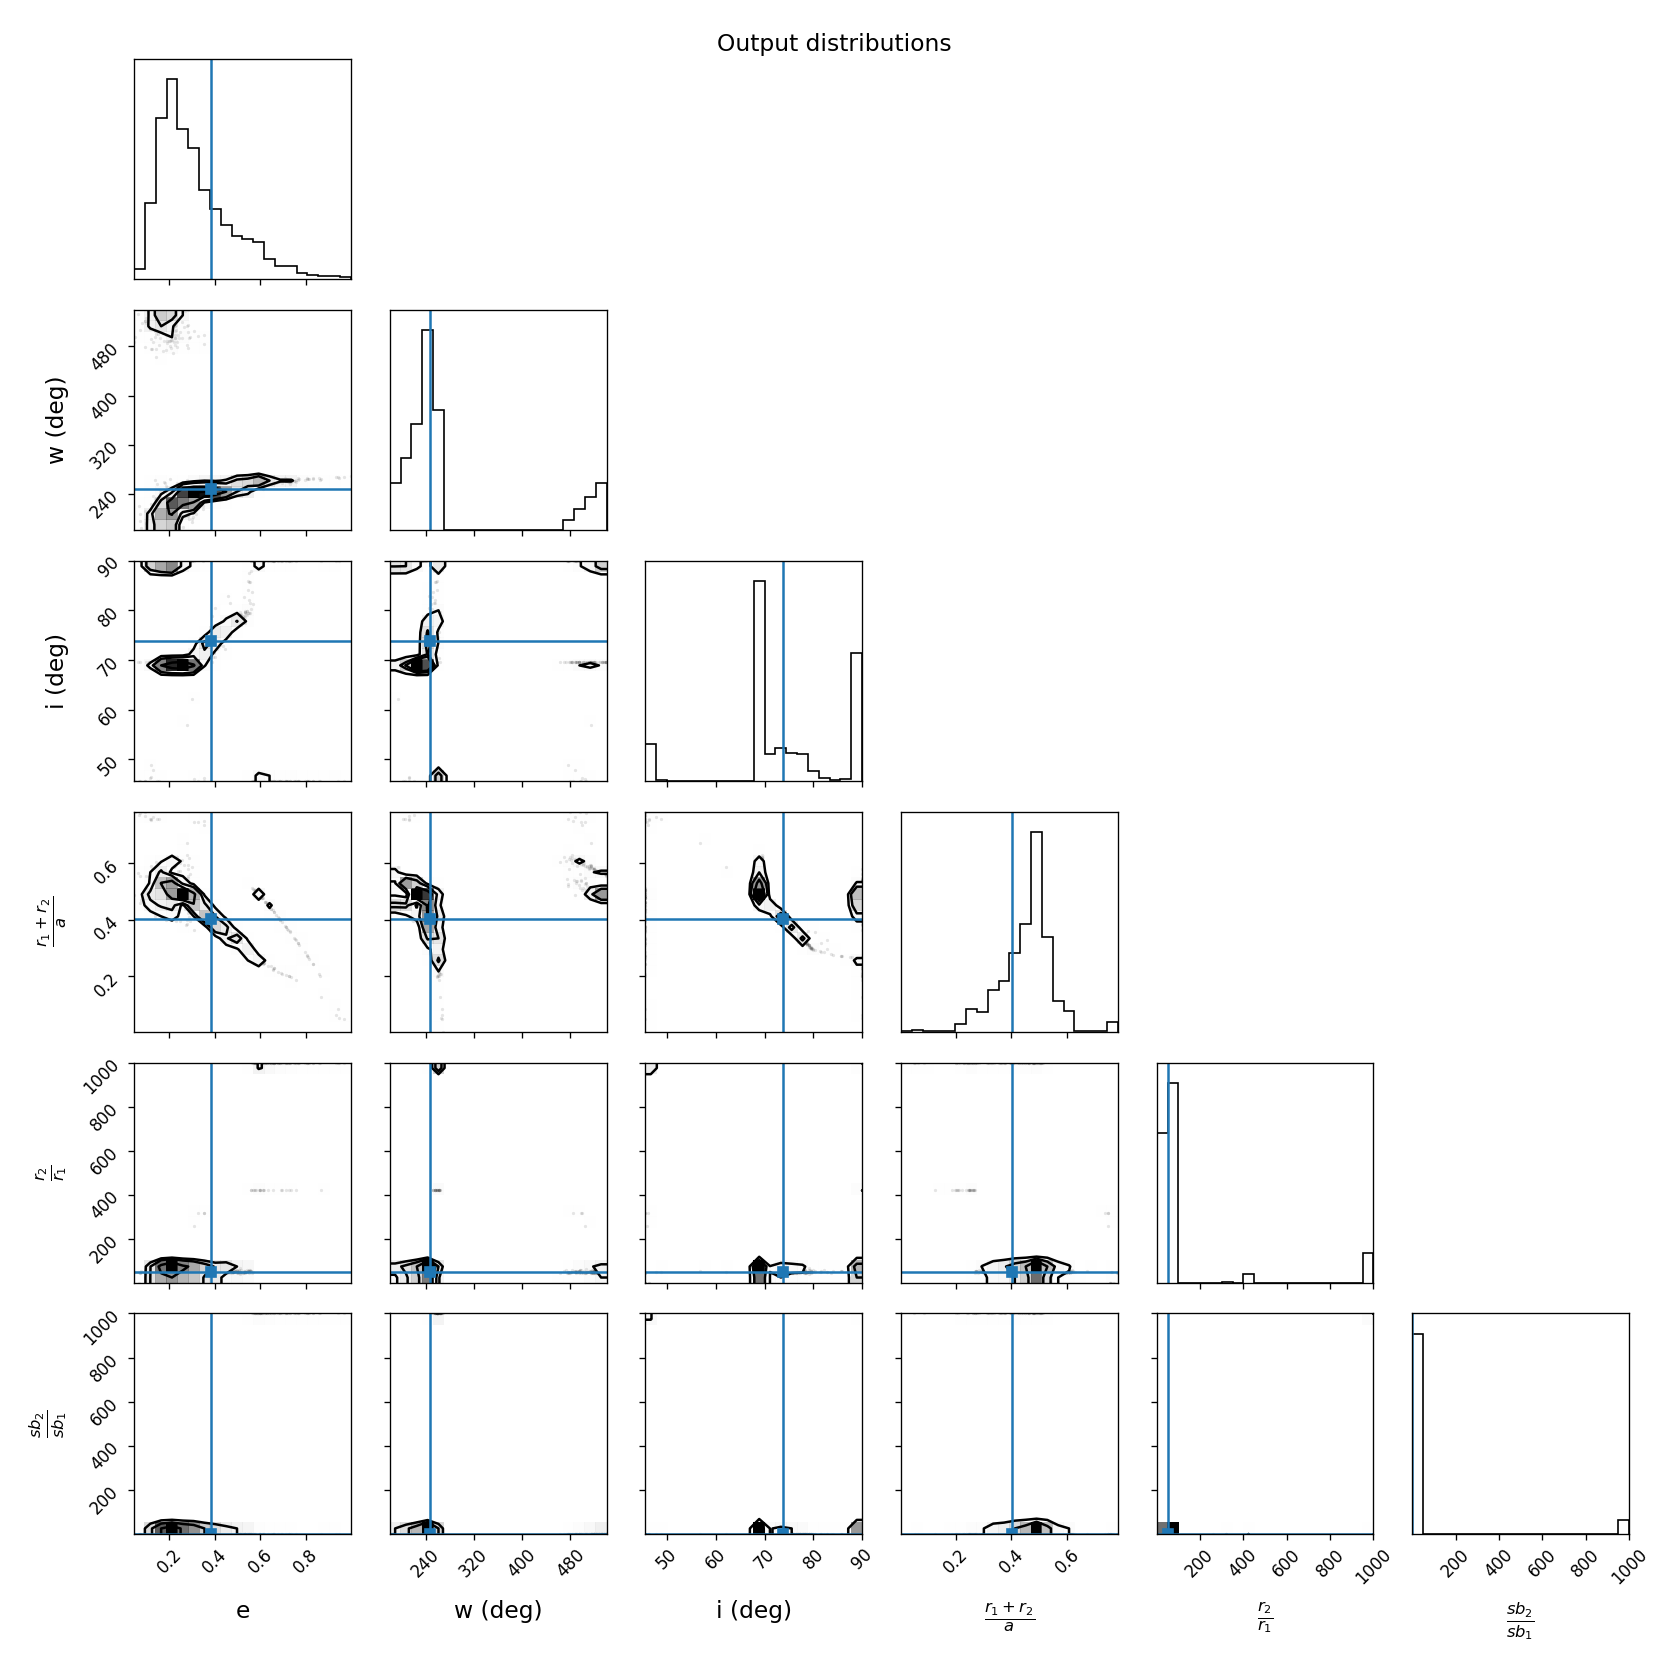 Output distributions
w (deg)
480
400
320
240
i (deg)
90
80
70
60
50
r₁ + r₂
a
0.6
0.4
0.2
r₂
r₁
1000
800
600
400
200
sb₂
sb₁
1000
800
600
400
200
0.2 0.4 0.6 0.8 240 320 400 480 50 60 70 80 90 0.2 0.4 0.6 200 400 600 800 1000 200 400 600 800 1000
e w (deg) i (deg) r₁ + r₂ r₂ sb₂
a r₁ sb₁